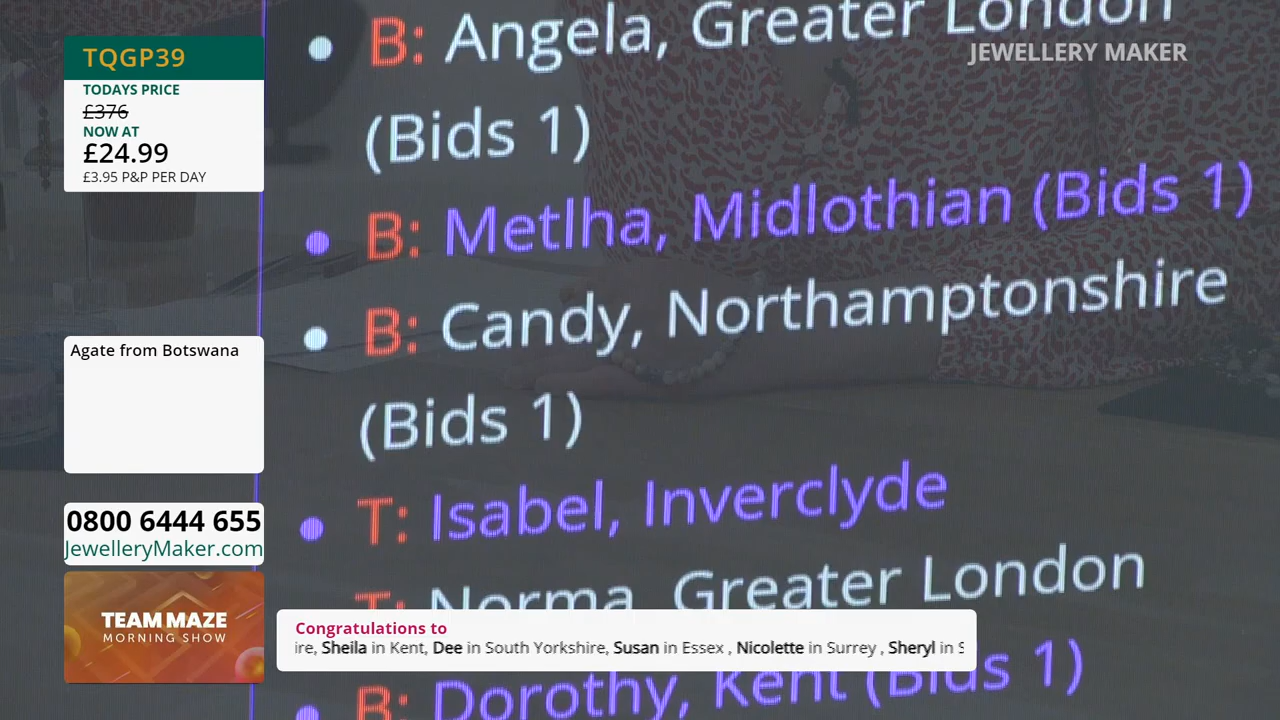 TQGP39
TODAYS PRICE
£376
NOW AT
£24.99
£3.95 P&P PER DAY
Agate from Botswana
0800 6444 655
JewelleryMaker.com
TEAM MAZE
MORNING SHOW
JEWELLERY MAKER
• B: Angela, Greater London
(Bids 1)
• B: Metlha, Midlothian (Bids 1)
• B: Candy, Northamptonshire
(Bids 1)
• T: Isabel, Inverclyde
T: Norma, Greater London
• B: Dorothy, Kent (Bids 1)
Congratulations to
ire, Sheila in Kent, Dee in South Yorkshire, Susan in Essex , Nicolette in Surrey , Sheryl in S